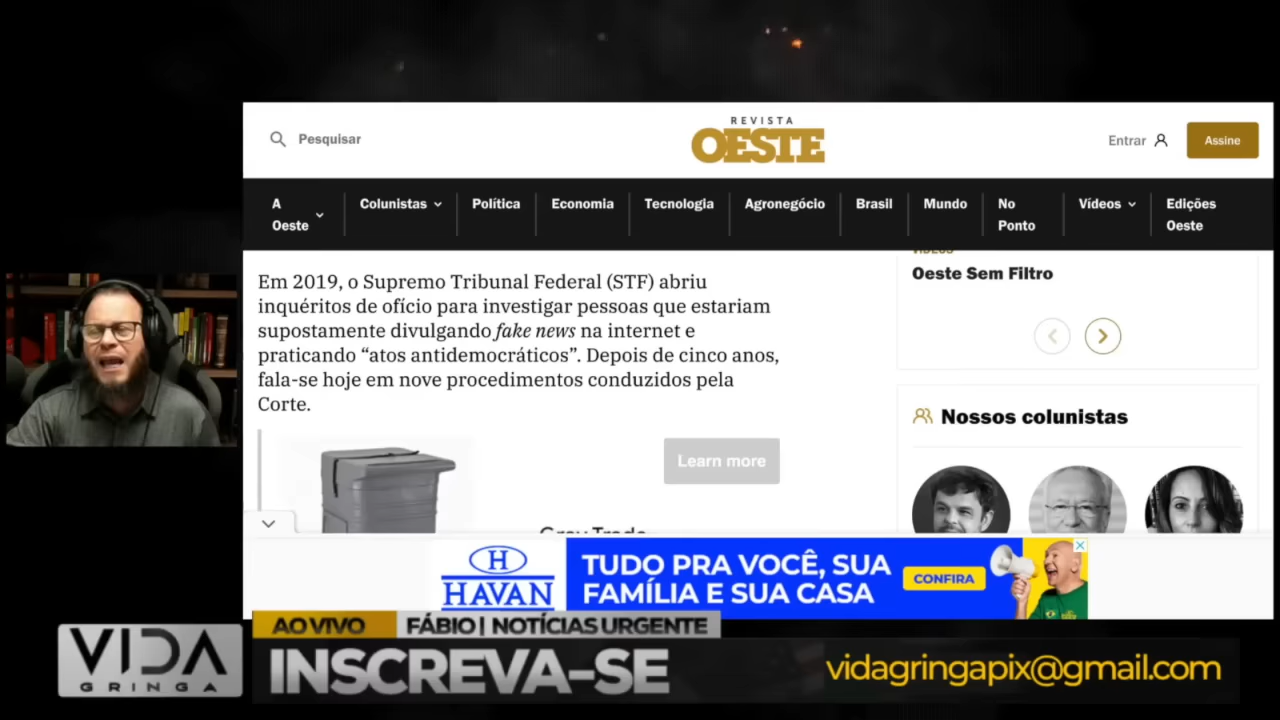 Pesquisar
REVISTA
OESTE
Entrar
Assine
A
Oeste
Colunistas
Política
Economia
Tecnologia
Agronegócio
Brasil
Mundo
No
Ponto
Vídeos
Edições
Oeste
Em 2019, o Supremo Tribunal Federal (STF) abriu
inquéritos de ofício para investigar pessoas que estariam
supostamente divulgando fake news na internet e
praticando “atos antidemocráticos”. Depois de cinco anos,
fala-se hoje em nove procedimentos conduzidos pela
Corte.
Learn more
VÍDEOS
Oeste Sem Filtro
Nossos colunistas
H
HAVAN
TUDO PRA VOCÊ, SUA
FAMÍLIA E SUA CASA
CONFIRA
VIDA
GRINGA
AO VIVO
FÁBIO | NOTÍCIAS URGENTE
INSCREVA-SE
vidagringapix@gmail.com